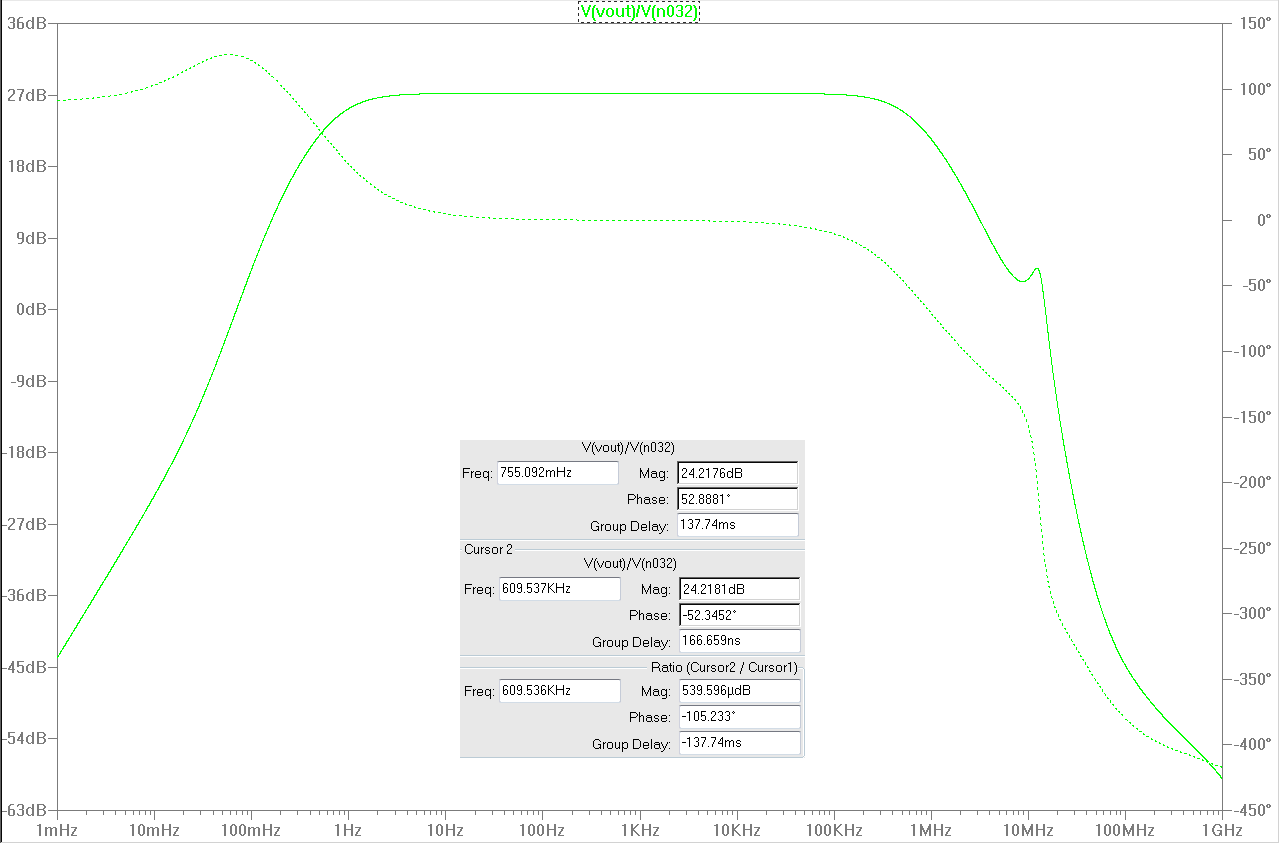 V(vout)/V(n032)
36dB
27dB
18dB
9dB
0dB
-9dB
-18dB
-27dB
-36dB
-45dB
-54dB
-63dB
150°
100°
50°
0°
-50°
-100°
-150°
-200°
-250°
-300°
-350°
-400°
-450°
V(vout)/V(n032)
Freq: 755.092mHz Mag: 24.2176dB
Phase: 52.8881°
Group Delay: 137.74ms
Cursor 2
V(vout)/V(n032)
Freq: 609.537KHz Mag: 24.2181dB
Phase: -52.3452°
Group Delay: 166.659ns
Ratio (Cursor2 / Cursor1)
Freq: 609.536KHz Mag: 539.596µdB
Phase: -105.233°
Group Delay: -137.74ms
1mHz 10mHz 100mHz 1Hz 10Hz 100Hz 1KHz 10KHz 100KHz 1MHz 10MHz 100MHz 1GHz